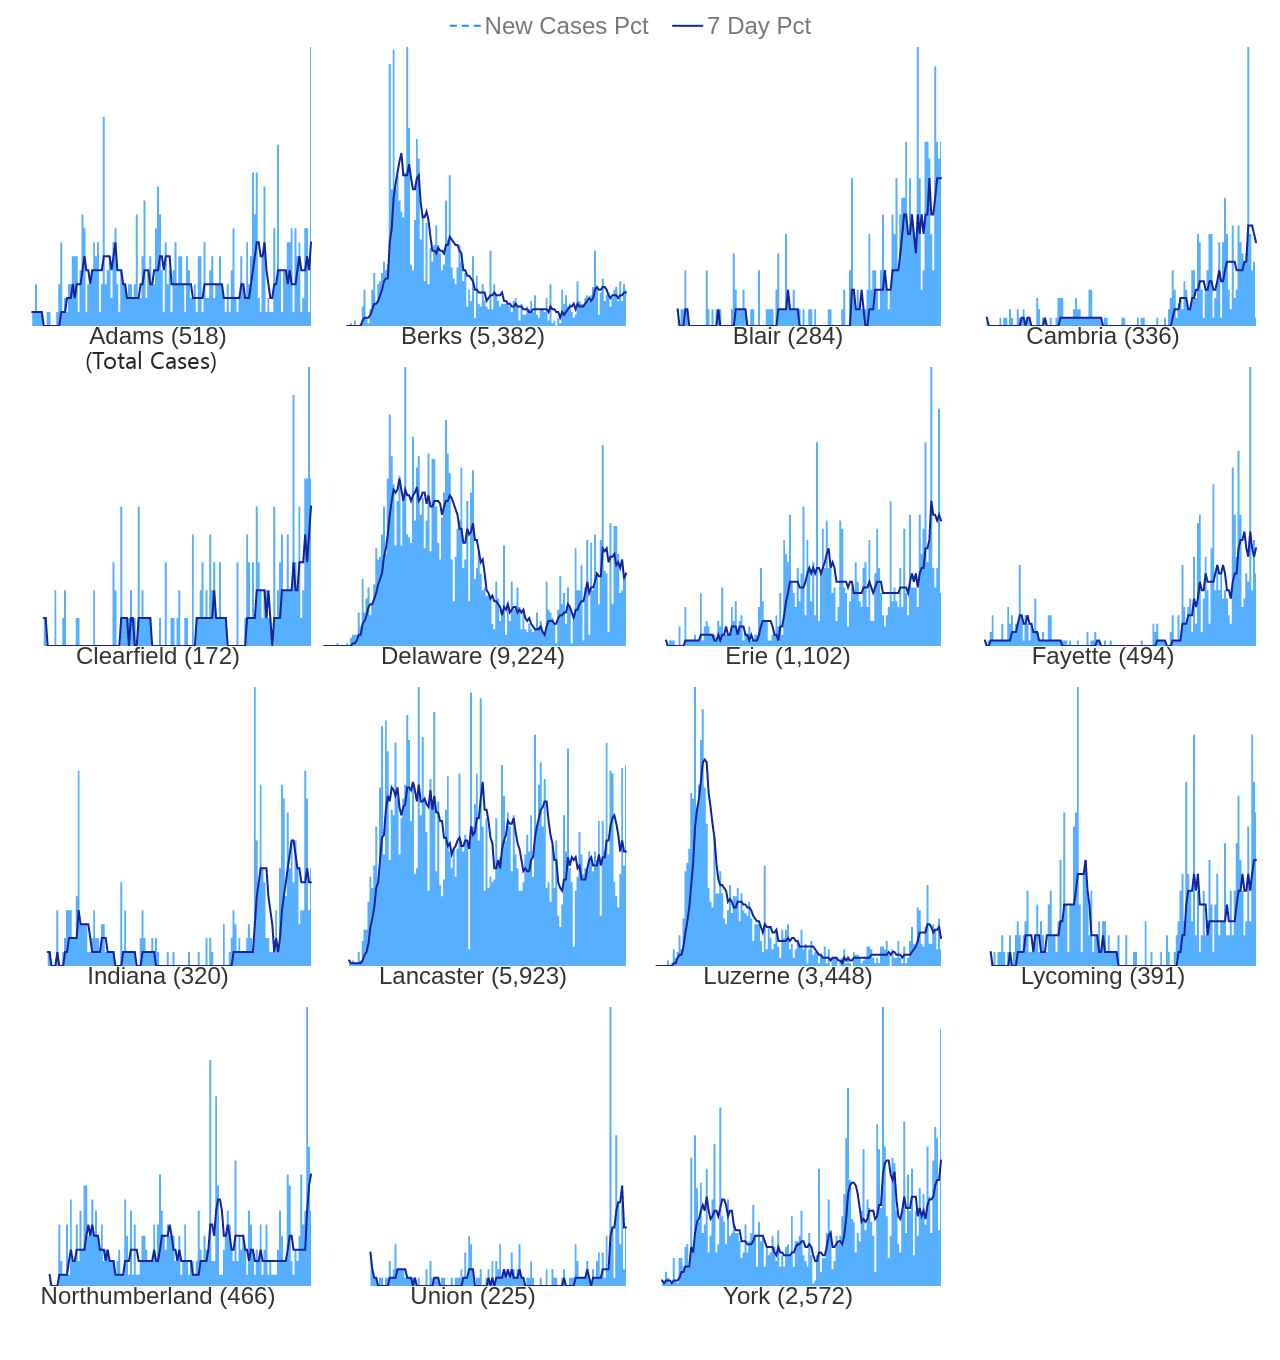 New Cases Pct 7 Day Pct
Adams (518) Berks (5,382) Blair (284) Cambria (336)
(Total Cases)
Clearfield (172) Delaware (9,224) Erie (1,102) Fayette (494)
Indiana (320) Lancaster (5,923) Luzerne (3,448) Lycoming (391)
Northumberland (466) Union (225) York (2,572)